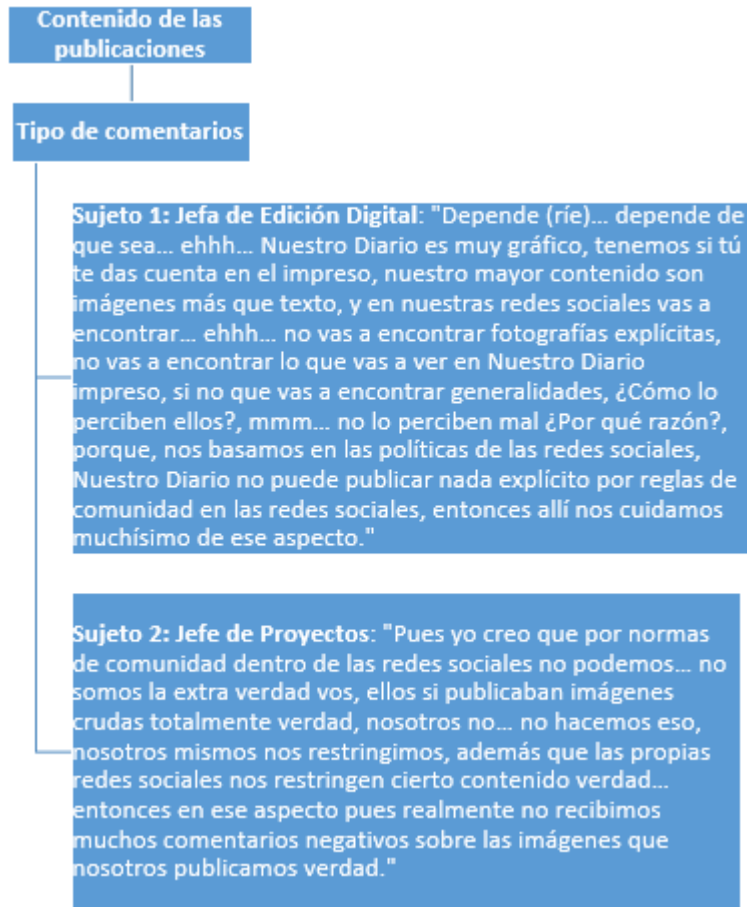 Contenido de las
publicaciones
Tipo de comentarios
Sujeto 1: Jefa de Edición Digital: "Depende (ríe)... depende de
que sea... ehhh... Nuestro Diario es muy gráfico, tenemos si tú
te das cuenta en el impreso, nuestro mayor contenido son
imágenes más que texto, y en nuestras redes sociales vas a
encontrar... ehhh... no vas a encontrar fotografías explícitas,
no vas a encontrar lo que vas a ver en Nuestro Diario
impreso, si no que vas a encontrar generalidades, ¿Cómo lo
perciben ellos?, mmm... no lo perciben mal ¿Por qué razón?,
porque, nos basamos en las políticas de las redes sociales,
Nuestro Diario no puede publicar nada explícito por reglas de
comunidad en las redes sociales, entonces allí nos cuidamos
muchísimo de ese aspecto."
Sujeto 2: Jefe de Proyectos: "Pues yo creo que por normas
de comunidad dentro de las redes sociales no podemos... no
somos la extra verdad vos, ellos si publicaban imágenes
crudas totalmente verdad, nosotros no... no hacemos eso,
nosotros mismos nos restringimos, además que las propias
redes sociales nos restringen cierto contenido verdad...
entonces en ese aspecto pues realmente no recibimos
muchos comentarios negativos sobre las imágenes que
nosotros publicamos verdad."